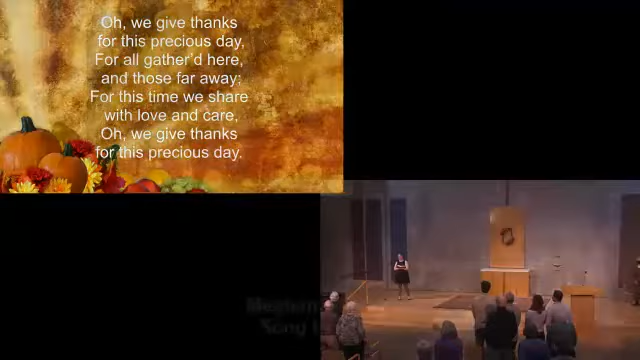 Oh, we give thanks
for this precious day,
For all gather'd here,
and those far away;
For this time we share
with love and care,
Oh, we give thanks
for this precious day.
Song